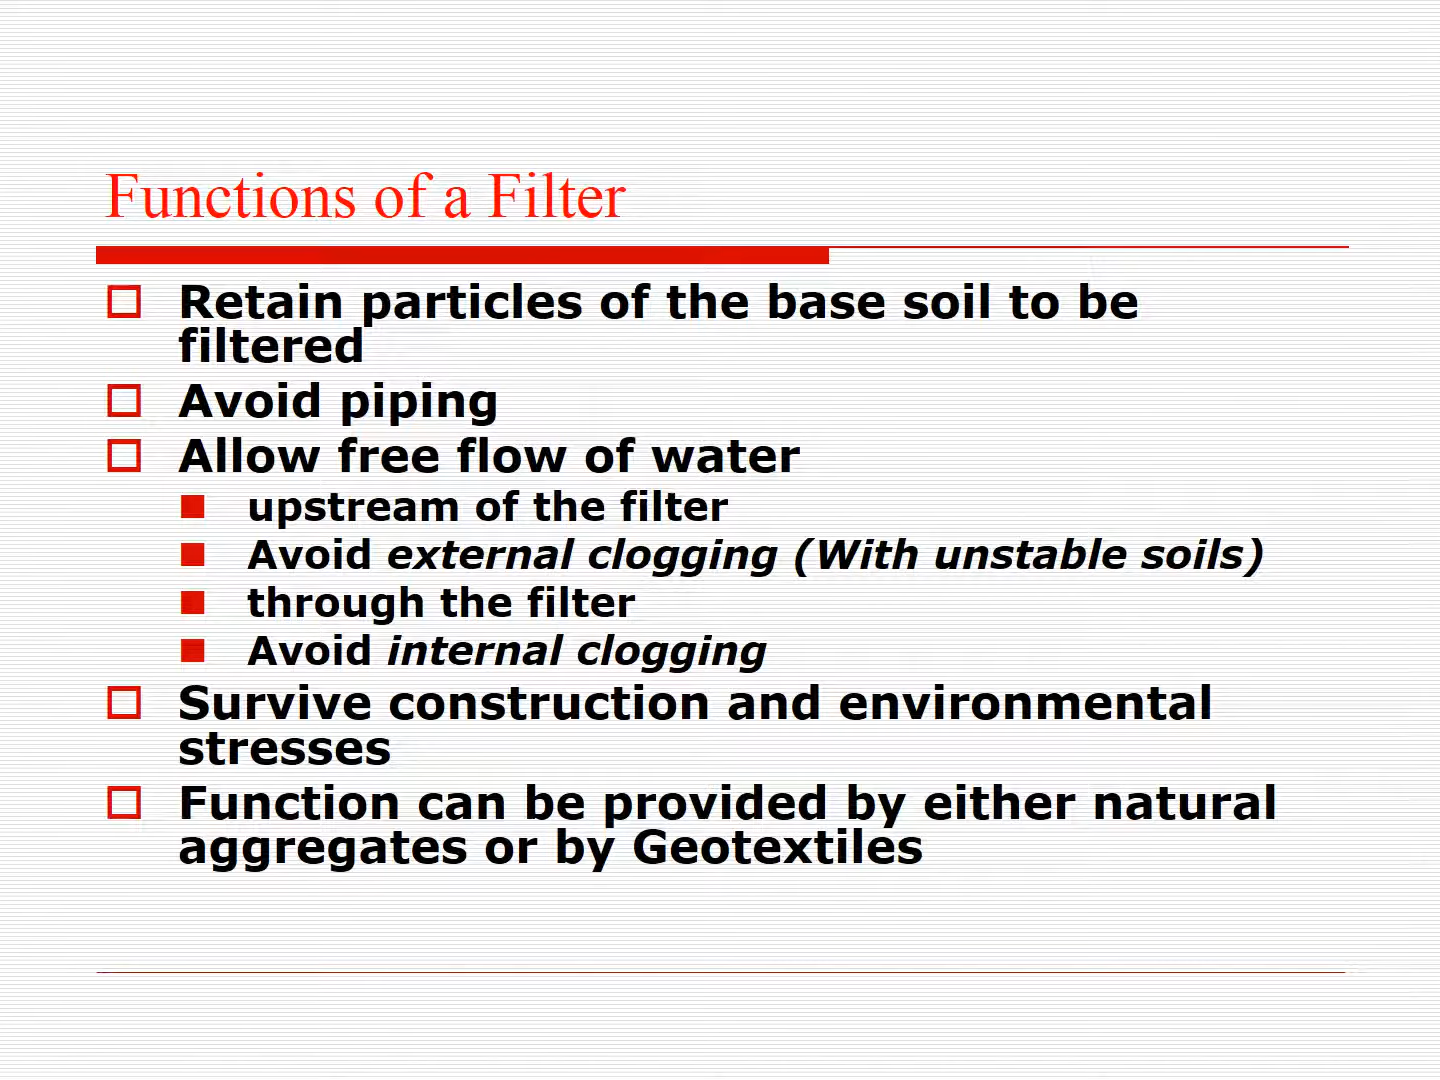 Functions of a Filter
Retain particles of the base soil to be
filtered
Avoid piping
Allow free flow of water
upstream of the filter
Avoid external clogging (With unstable soils)
through the filter
Avoid internal clogging
Survive construction and environmental
stresses
Function can be provided by either natural
aggregates or by Geotextiles